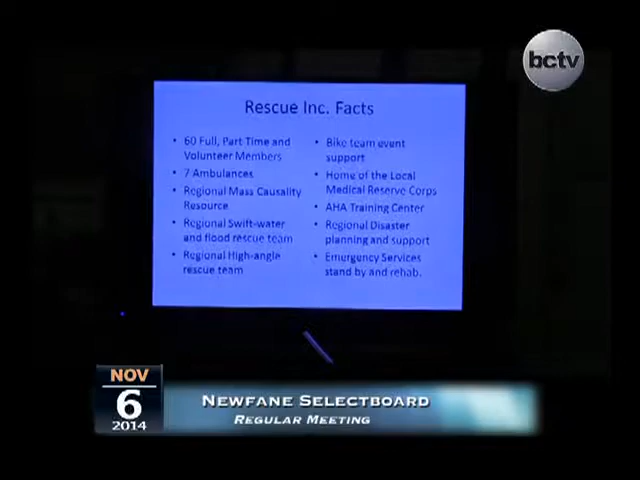 bctv
Rescue Inc. Facts
• 60 Full, Part Time and
Volunteer Members
• 7 Ambulances
• Regional Mass Causality
Resource
• Regional Swift-water
and flood rescue team
• Regional High-angle
rescue team
• Bike team event
support
• Home of the Local
Medical Reserve Corps
• AHA Training Center
• Regional Disaster
planning and support
• Emergency Services
stand by and rehab.
NOV
6
2014
NEWFANE SELECTBOARD
REGULAR MEETING